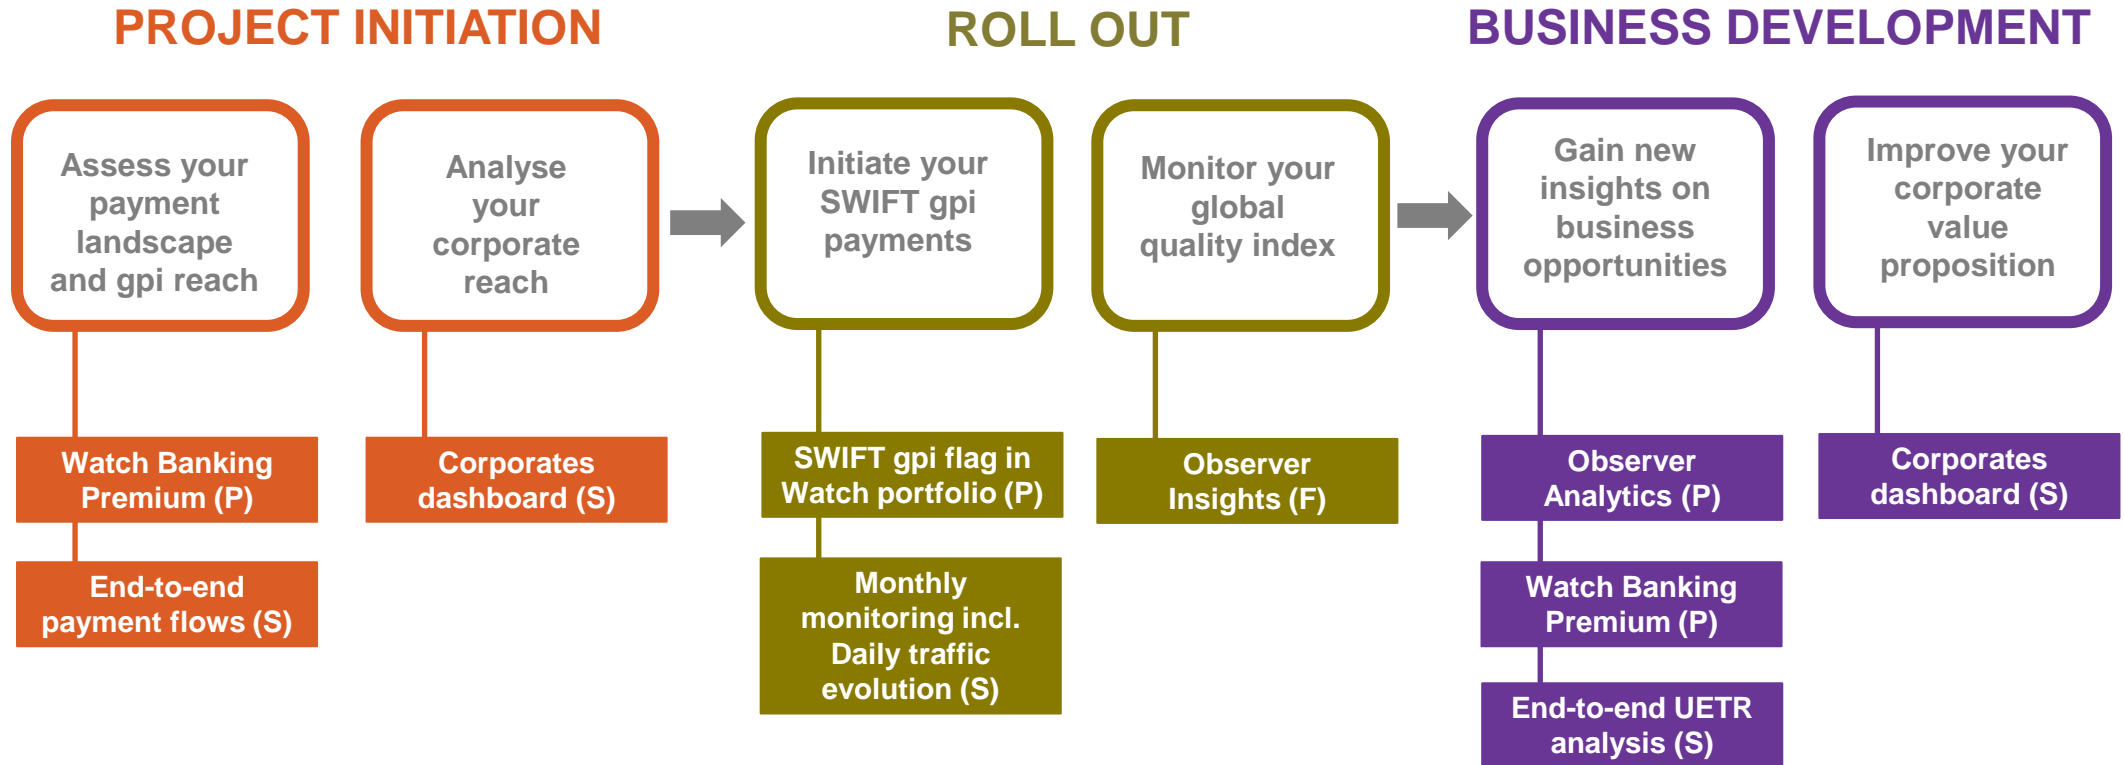 PROJECT INITIATION
ROLL OUT
BUSINESS DEVELOPMENT
Assess your
payment
landscape
and gpi reach
Analyse
your
corporate
reach
Initiate your
SWIFT gpi
payments
Monitor your
global
quality index
Gain new
insights on
business
opportunities
Improve your
corporate
value
proposition
Watch Banking
Premium (P)
End-to-end
payment flows (S)
Corporates
dashboard (S)
SWIFT gpi flag in
Watch portfolio (P)
Monthly
monitoring incl.
Daily traffic
evolution (S)
Observer
Insights (F)
Observer
Analytics (P)
Watch Banking
Premium (P)
End-to-end UETR
analysis (S)
Corporates
dashboard (S)